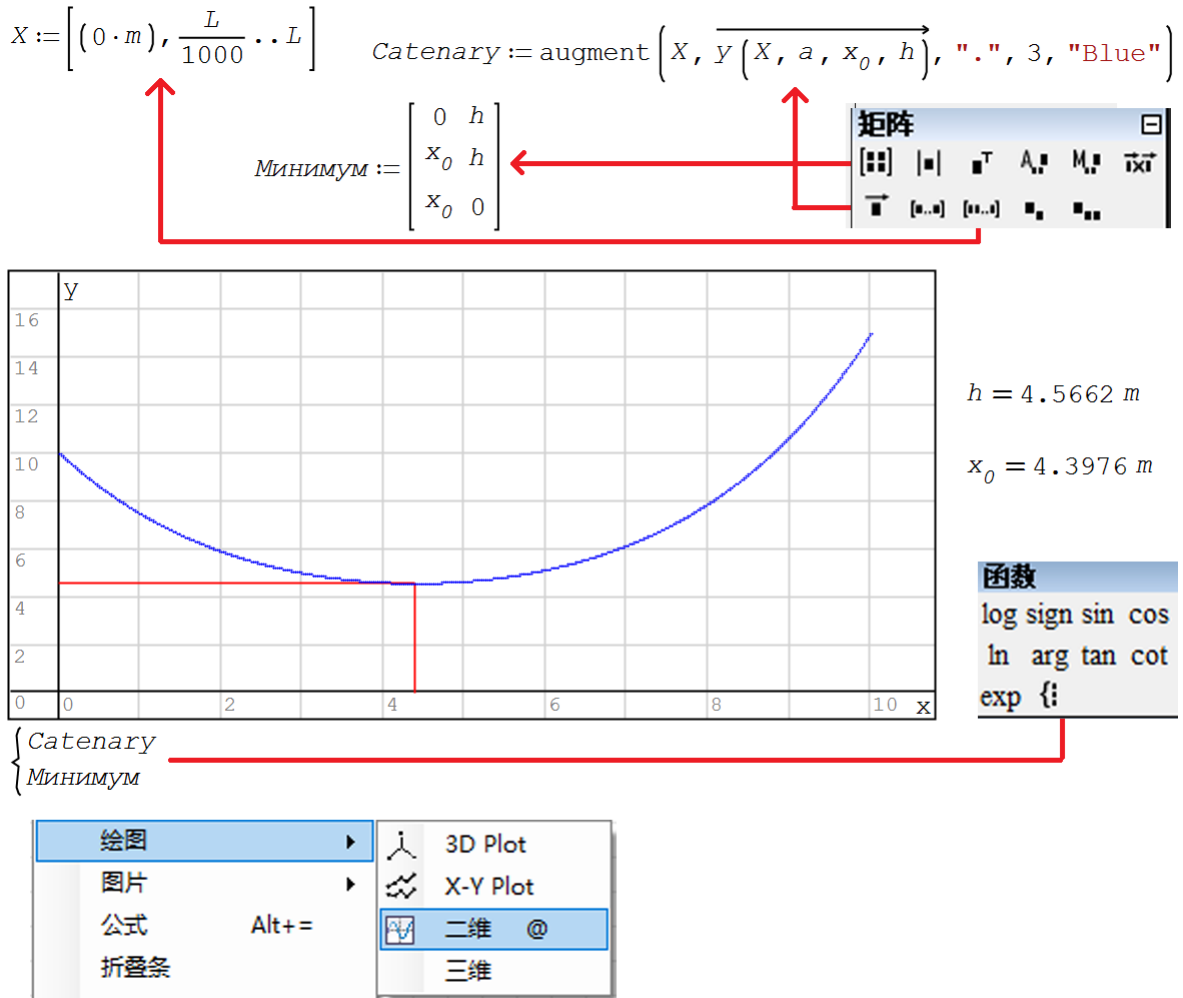 X := [(0·m), L/1000 .. L]
Catenary := augment(X, y(X, a, x₀, h), ".", 3, "Blue")
Минимум := [0 h
x₀ h
x₀ 0]
矩阵
y
16
14
12
10
8
6
4
2
0
0 2 4 6 8 10 x
h = 4.5662 m
x₀ = 4.3976 m
函数
log sign sin cos
ln arg tan cot
exp
Catenary
Минимум
绘图
图片
公式 Alt+=
折叠条
3D Plot
X-Y Plot
二维 @
三维